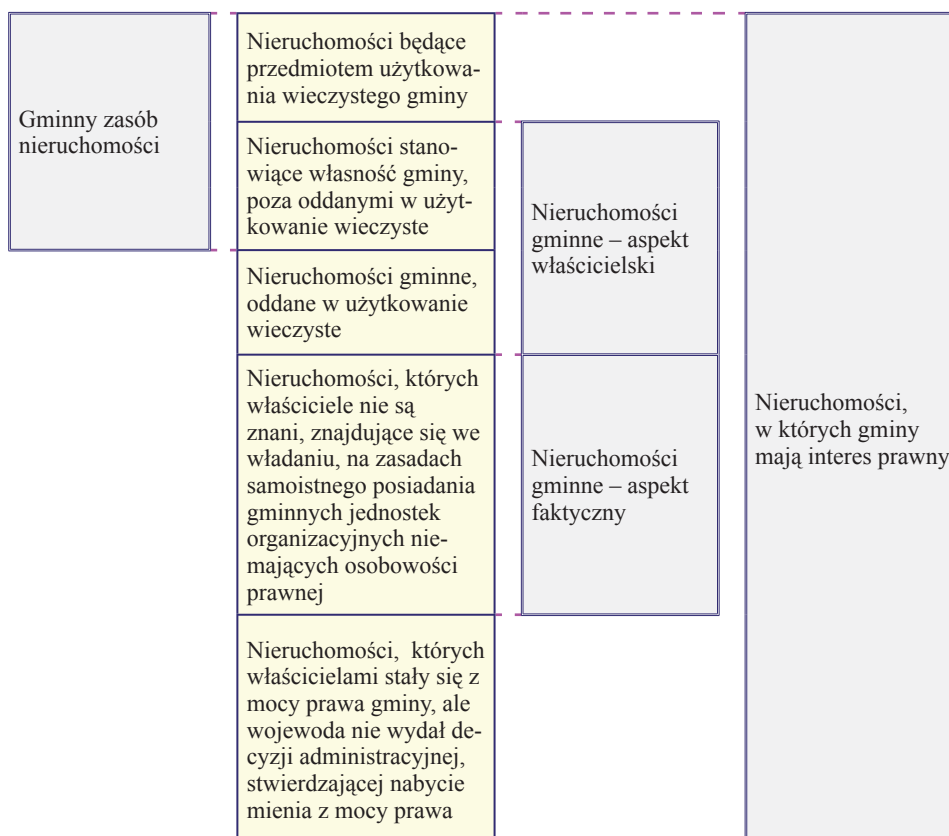 Gminny zasób
nieruchomości
Nieruchomości będące
przedmiotem użytkowa-
nia wieczystego gminy
Nieruchomości stano-
wiące własność gminy,
poza oddanymi w użyt-
kowanie wieczyste
Nieruchomości gminne,
oddane w użytkowanie
wieczyste
Nieruchomości, których
właściciele nie są
znani, znajdujące się we
władaniu, na zasadach
samoistnego posiadania
gminnych jednostek
organizacyjnych nie-
mających osobowości
prawnej
Nieruchomości, których
właścicielami stały się z
mocy prawa gminy, ale
wojewoda nie wydał de-
cyzji administracyjnej,
stwierdzającej nabycie
mienia z mocy prawa
Nieruchomości
gminne – aspekt
właścicielski
Nieruchomości
gminne – aspekt
faktyczny
Nieruchomości,
w których gminy
mają interes prawny